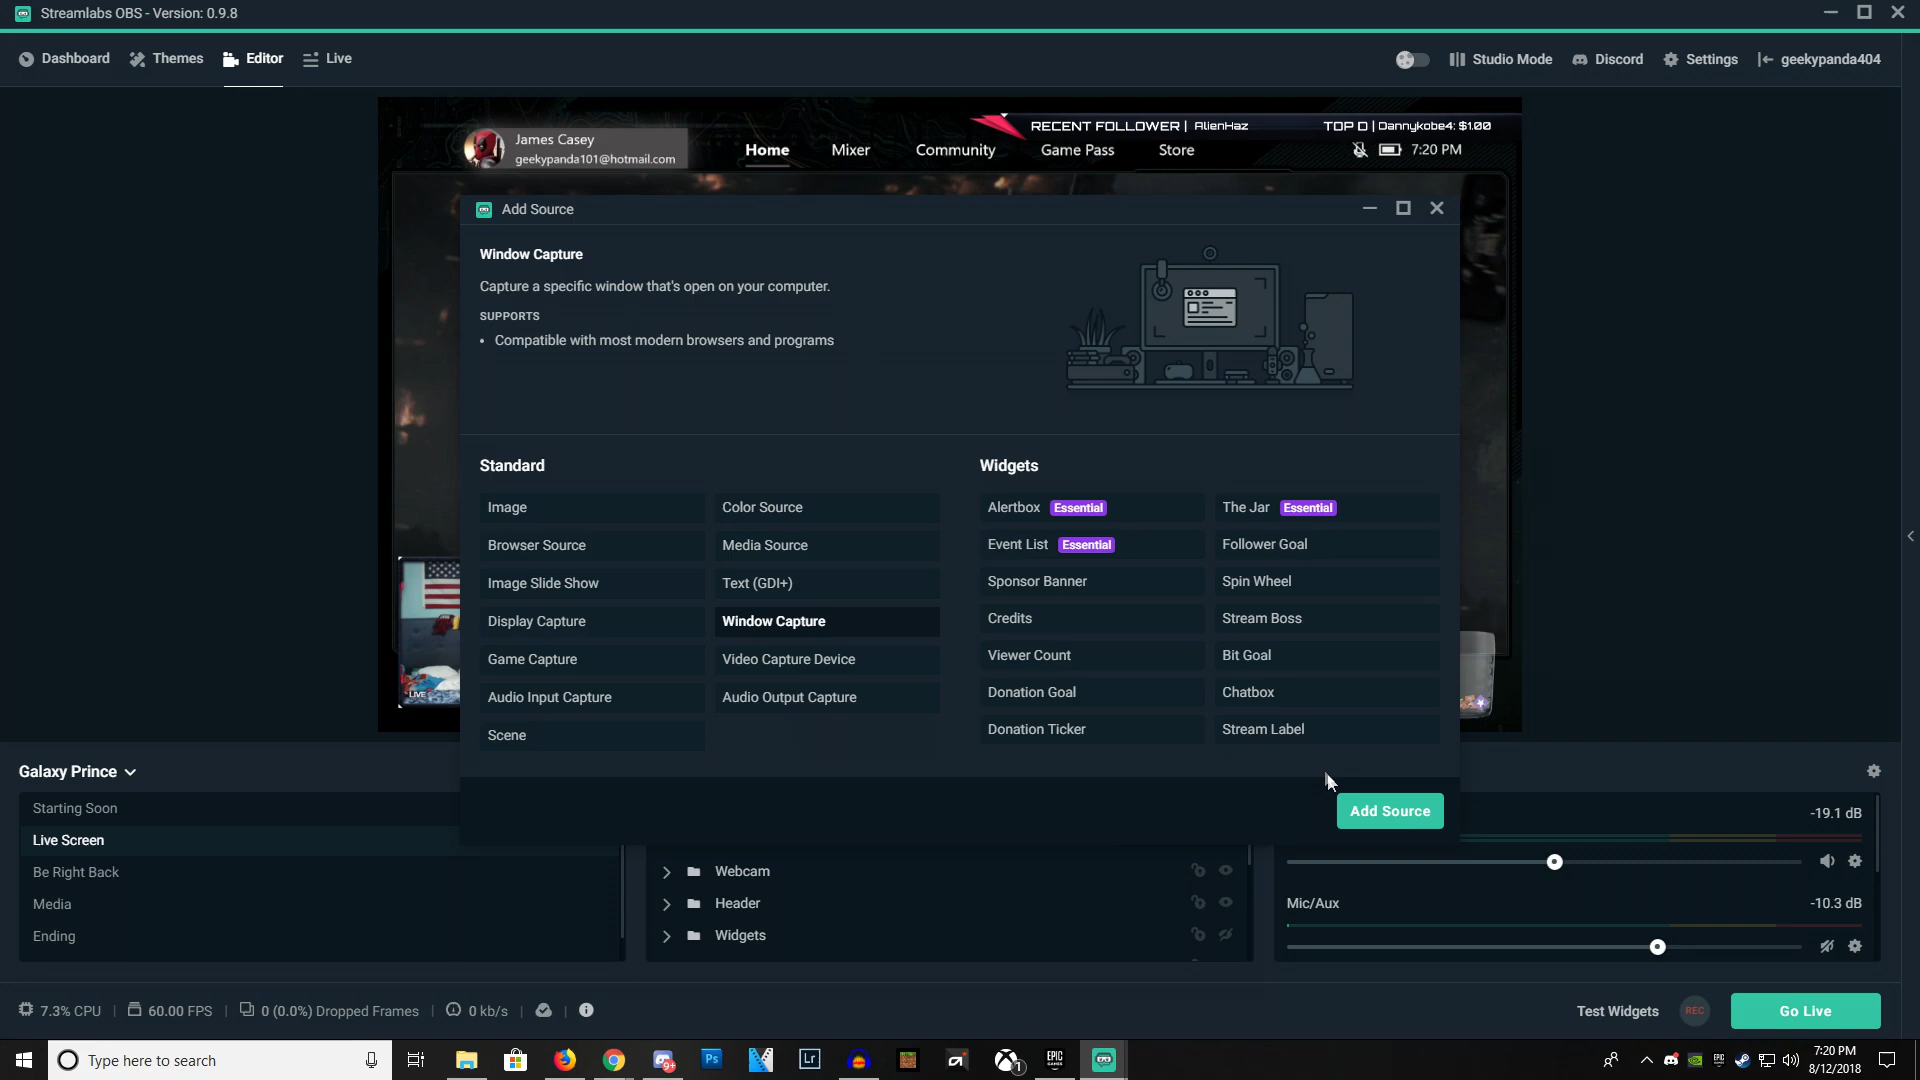 Streamlabs OBS - Version: 0.9.8
Dashboard
Themes
Editor
Live
Studio Mode
Discord
Settings
geekypanda404
James Casey
geekypanda101@hotmail.com
Home
Mixer
Community
Game Pass
Store
RECENT FOLLOWER | AlienHaz
TOP D | Dannykobe4: $1.00
7:20 PM
Add Source
Window Capture
Capture a specific window that's open on your computer.
SUPPORTS
• Compatible with most modern browsers and programs
Standard
Image
Color Source
Browser Source
Media Source
Image Slide Show
Text (GDI+)
Display Capture
Window Capture
Game Capture
Video Capture Device
Audio Input Capture
Audio Output Capture
Scene
Widgets
Alertbox Essential
The Jar Essential
Event List Essential
Follower Goal
Sponsor Banner
Spin Wheel
Credits
Stream Boss
Viewer Count
Bit Goal
Donation Goal
Chatbox
Donation Ticker
Stream Label
Add Source
LIVE
Galaxy Prince
Starting Soon
Live Screen
Be Right Back
Media
Ending
Webcam
Header
Widgets
-19.1 dB
Mic/Aux
-10.3 dB
7.3% CPU
60.00 FPS
0 (0.0%) Dropped Frames
0 kb/s
Test Widgets
REC
Go Live
Type here to search
9+
Ps
Lr
1
EPIC
GAMES
7:20 PM
8/12/2018